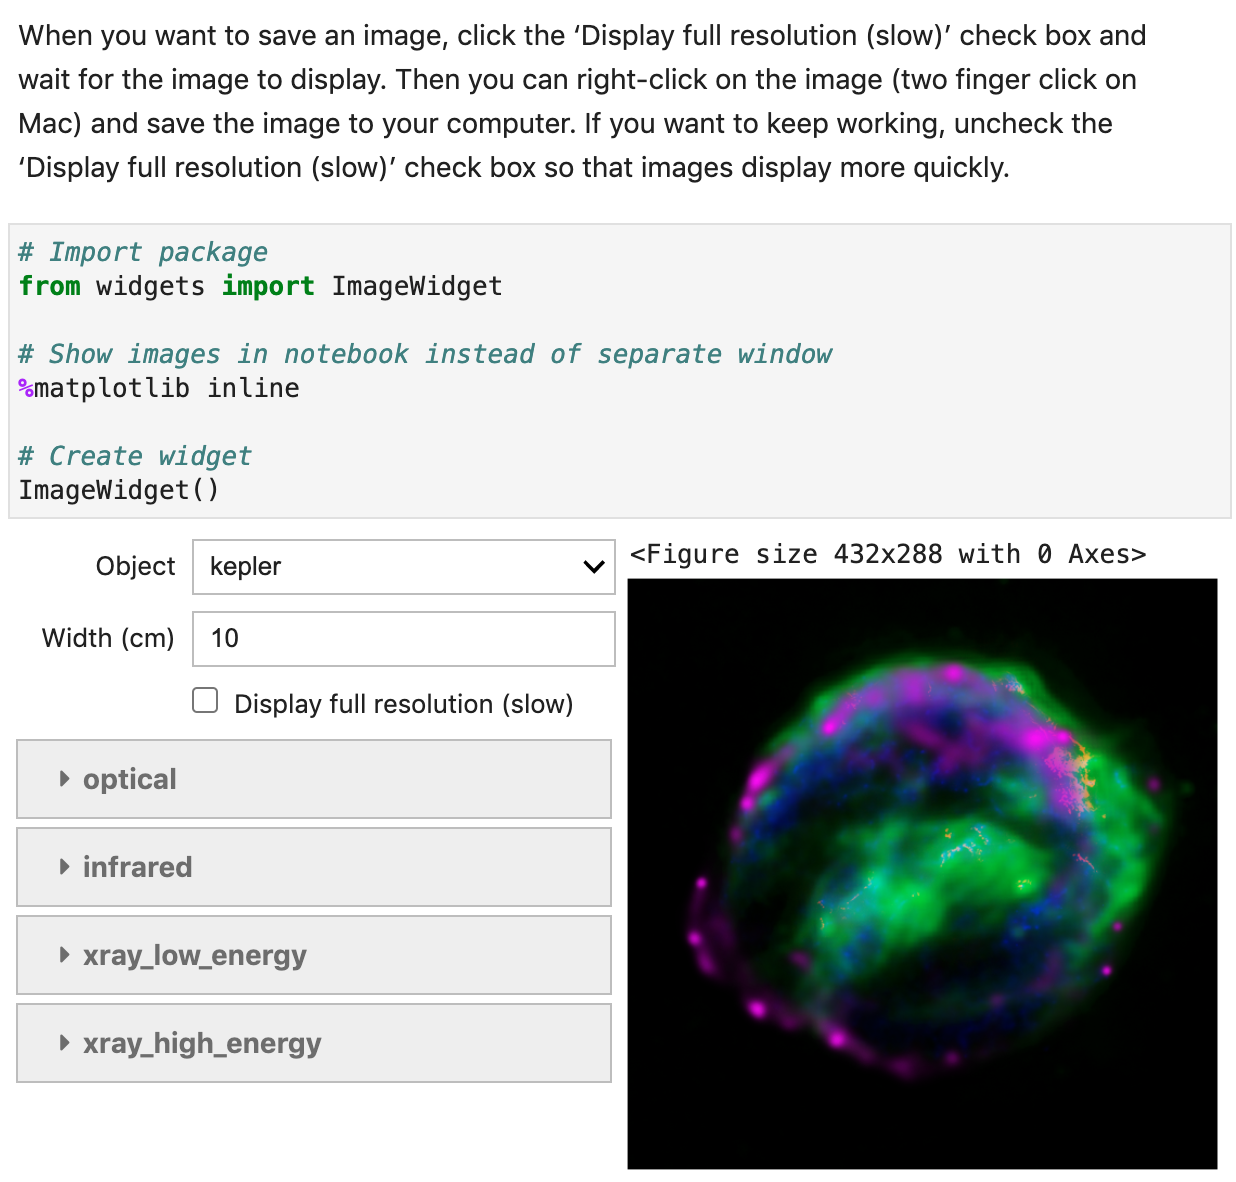 When you want to save an image, click the ‘Display full resolution (slow)’ check box and
wait for the image to display. Then you can right-click on the image (two finger click on
Mac) and save the image to your computer. If you want to keep working, uncheck the
‘Display full resolution (slow)’ check box so that images display more quickly.
# Import package
from widgets import ImageWidget
# Show images in notebook instead of separate window
%matplotlib inline
# Create widget
ImageWidget()
Object kepler
Width (cm) 10
Display full resolution (slow)
optical
infrared
xray_low_energy
xray_high_energy
<Figure size 432x288 with 0 Axes>